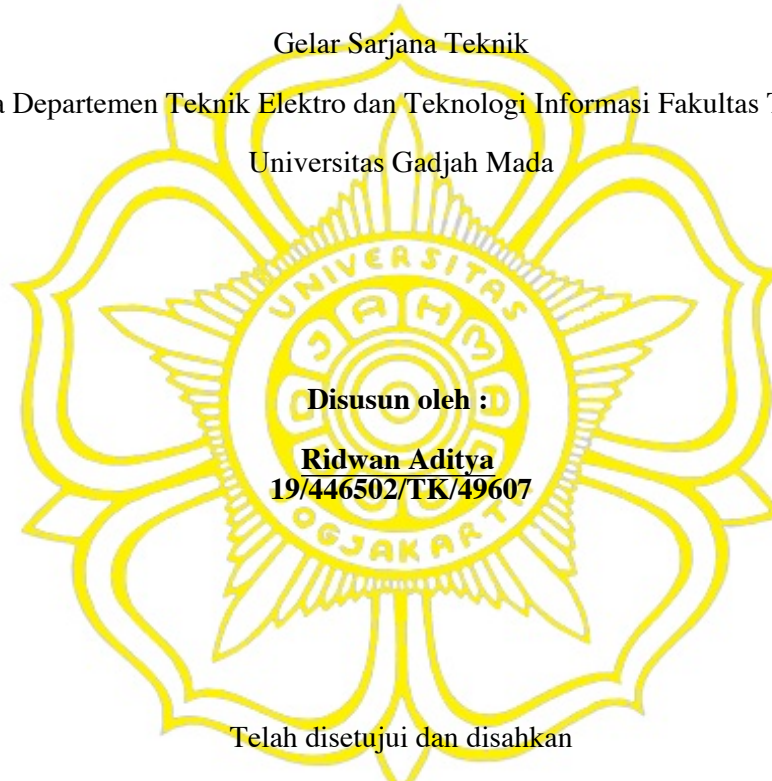 Gelar Sarjana Teknik
Departemen Teknik Elektro dan Teknologi Informasi Fakultas
Universitas Gadjah Mada
UNIVERSITAS
Disusun oleh :
Ridwan Aditya
19/446502/TK/49607
Telah disetujui dan disahkan